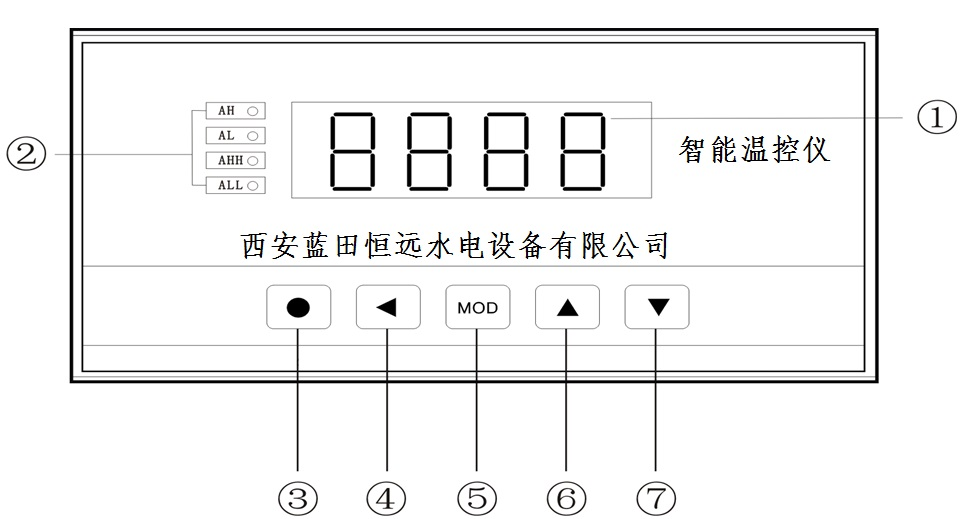 AH
AL
AHH
ALL
8888
智能温控仪
西安蓝田恒远水电设备有限公司
MOD
①
②
③ ④ ⑤ ⑥ ⑦